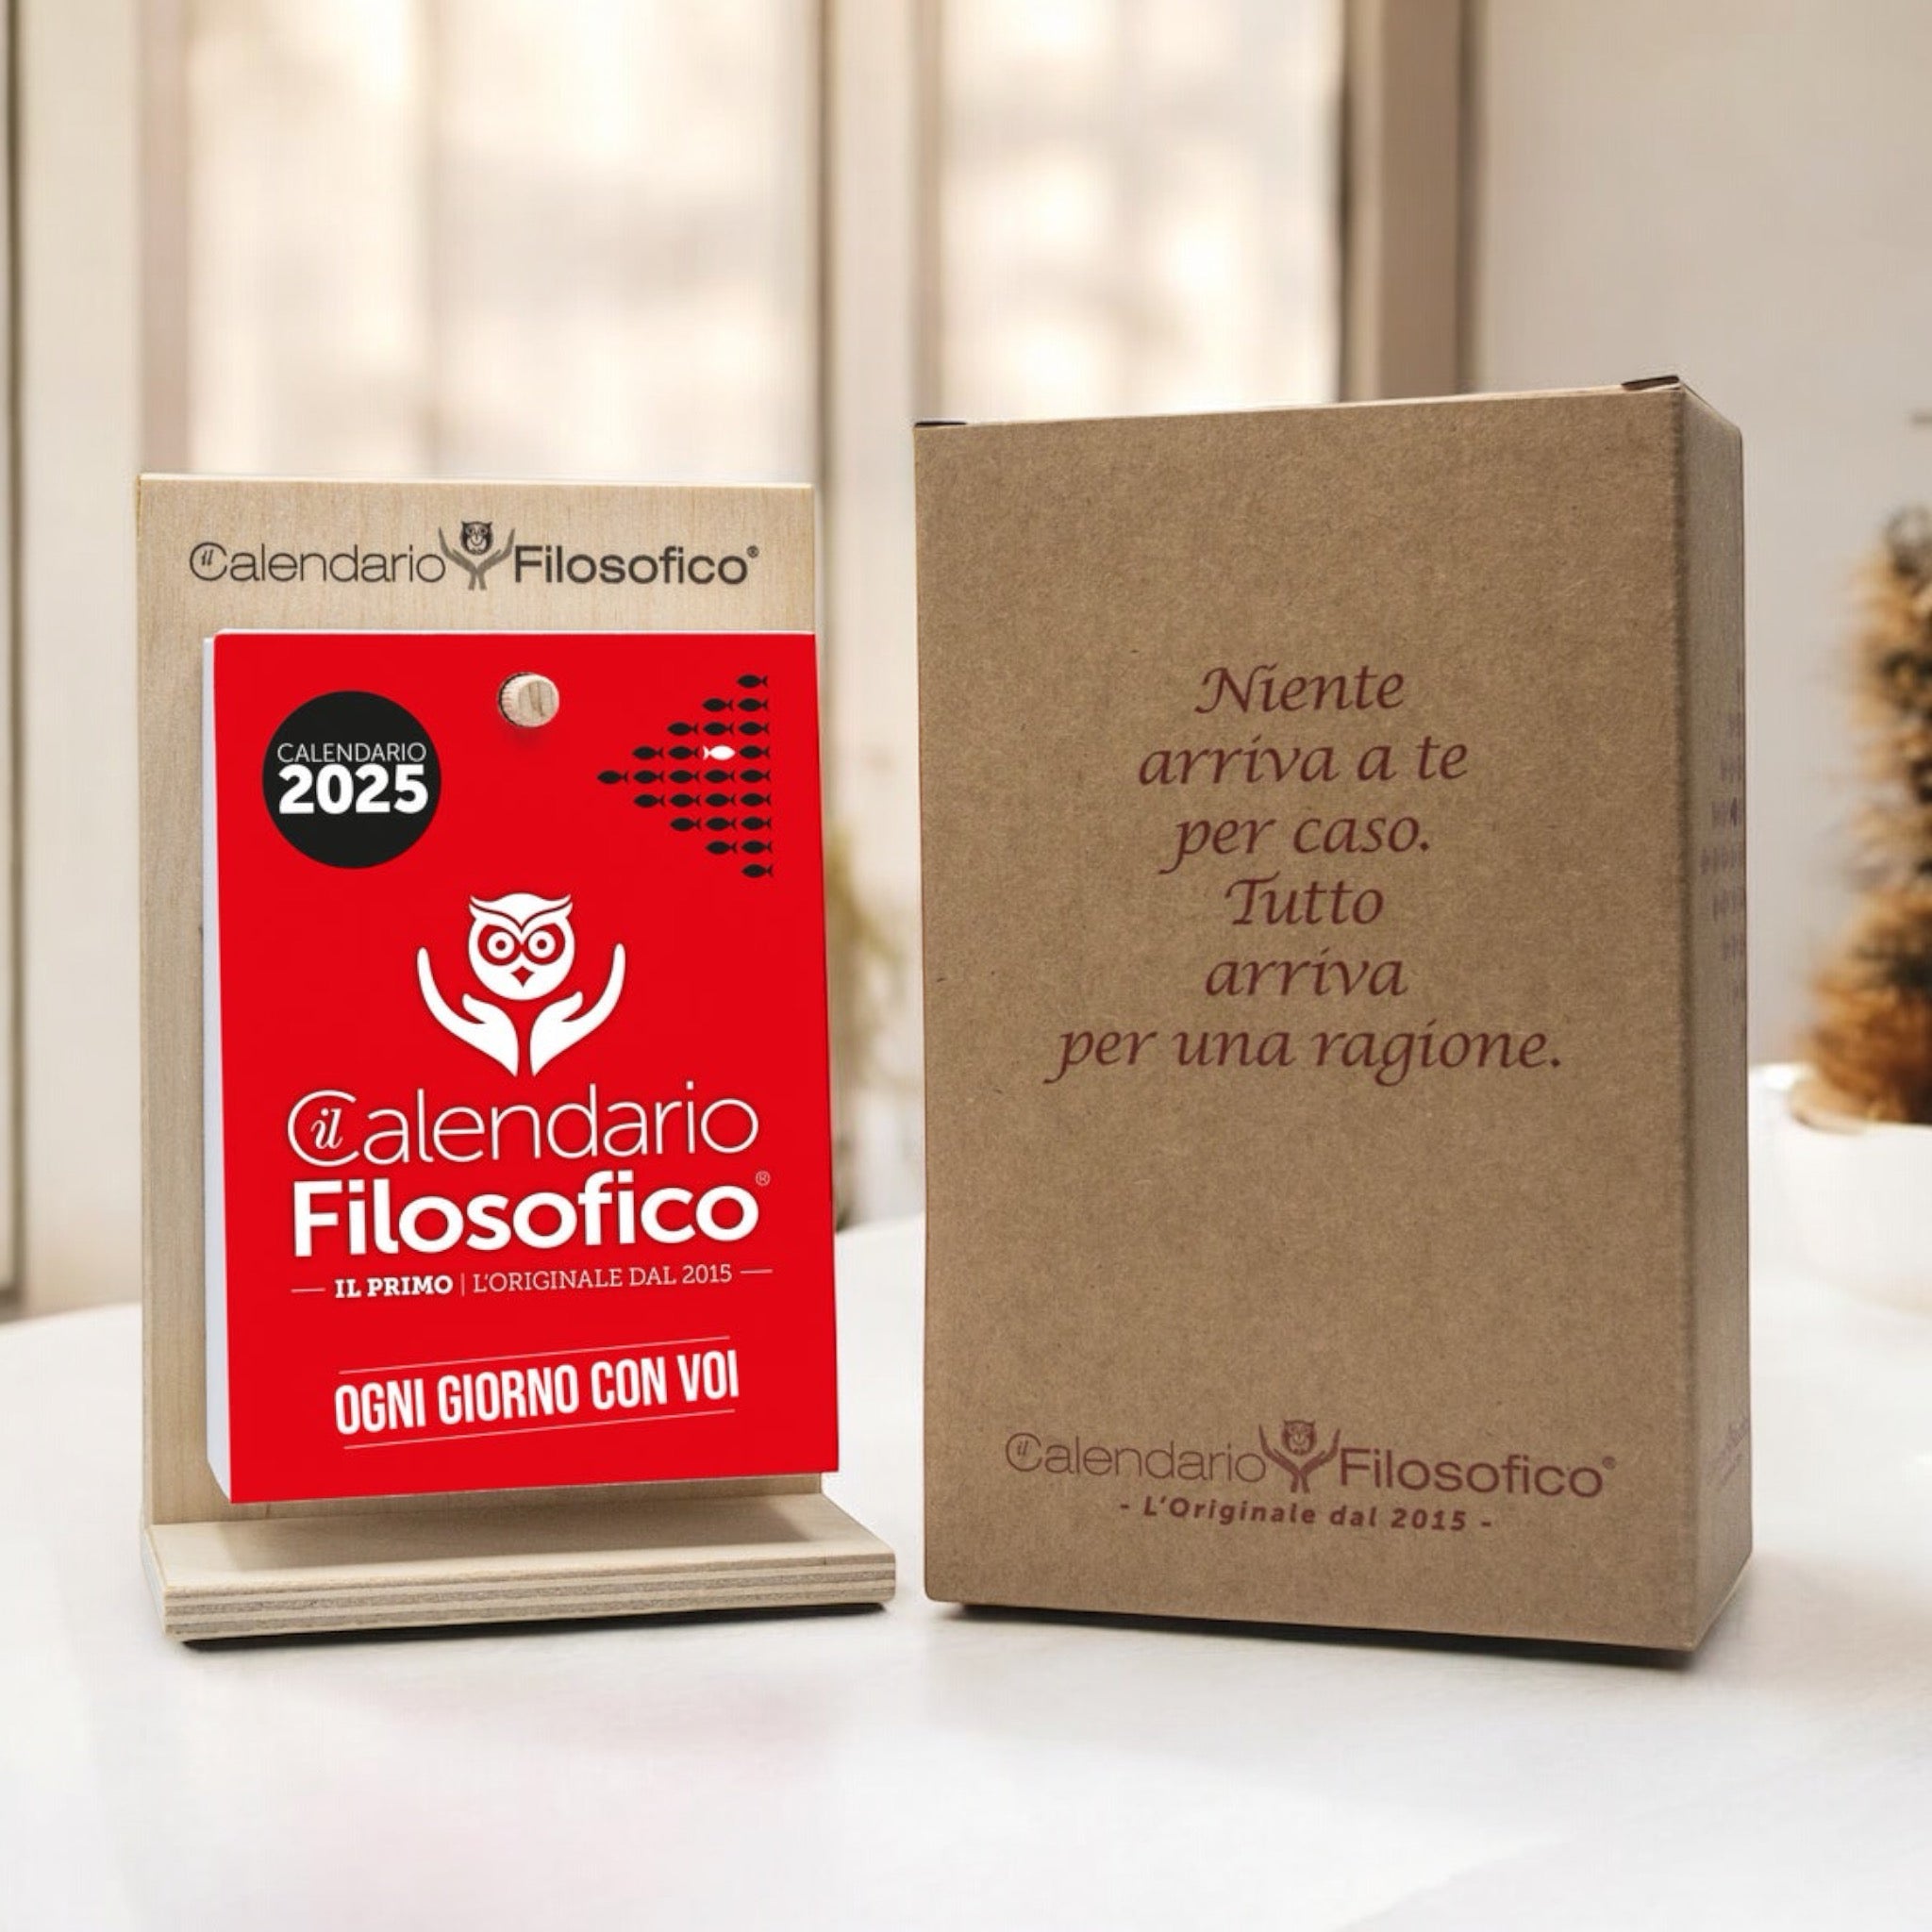 il Calendario Filosofico®
CALENDARIO
2025
il Calendario
Filosofico®
IL PRIMO | L'ORIGINALE DAL 2015
OGNI GIORNO CON VOI
Niente
arriva a te
per caso.
Tutto
arriva
per una ragione.
il Calendario Filosofico®
- L'Originale dal 2015 -